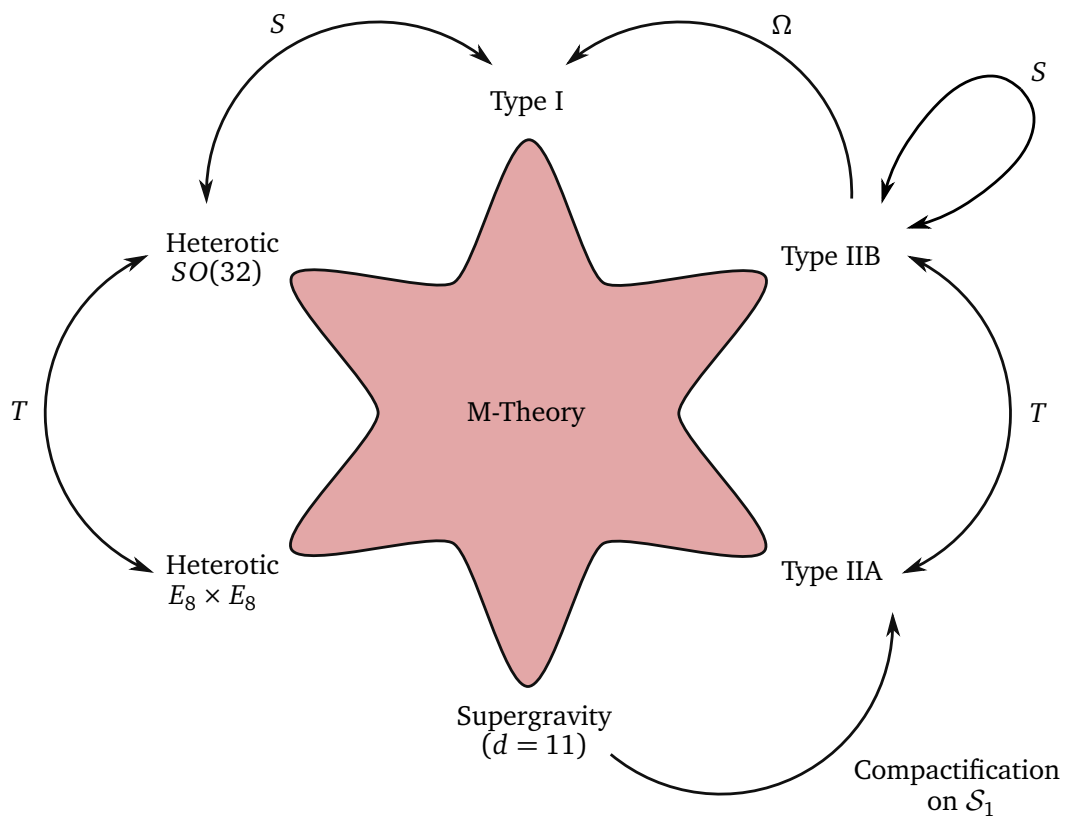 S
Ω
Type I
S
Heterotic
SO(32)
Type IIB
T
M-Theory
T
Heterotic
E₈ × E₈
Type IIA
Supergravity
(d = 11)
Compactification
on 𝒮₁